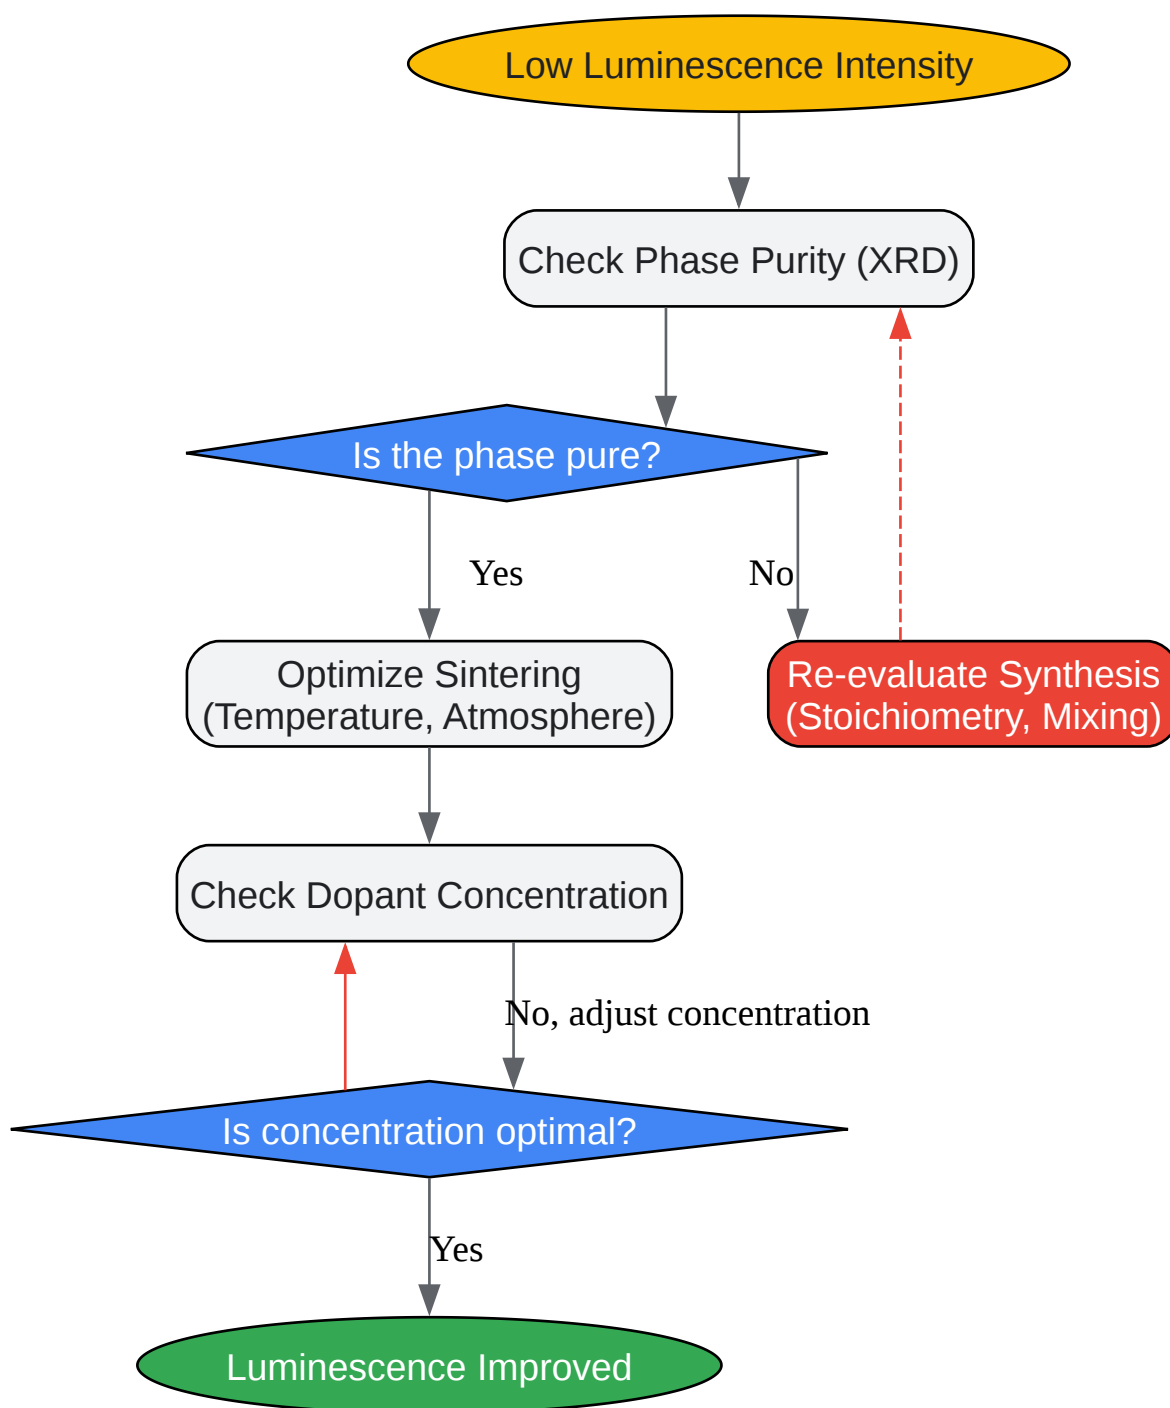 Low Luminescence Intensity
Check Phase Purity (XRD)
Is the phase pure?
Yes
No
Optimize Sintering
(Temperature, Atmosphere)
Re-evaluate Synthesis
(Stoichiometry, Mixing)
Check Dopant Concentration
No, adjust concentration
Is concentration optimal?
Yes
Luminescence Improved